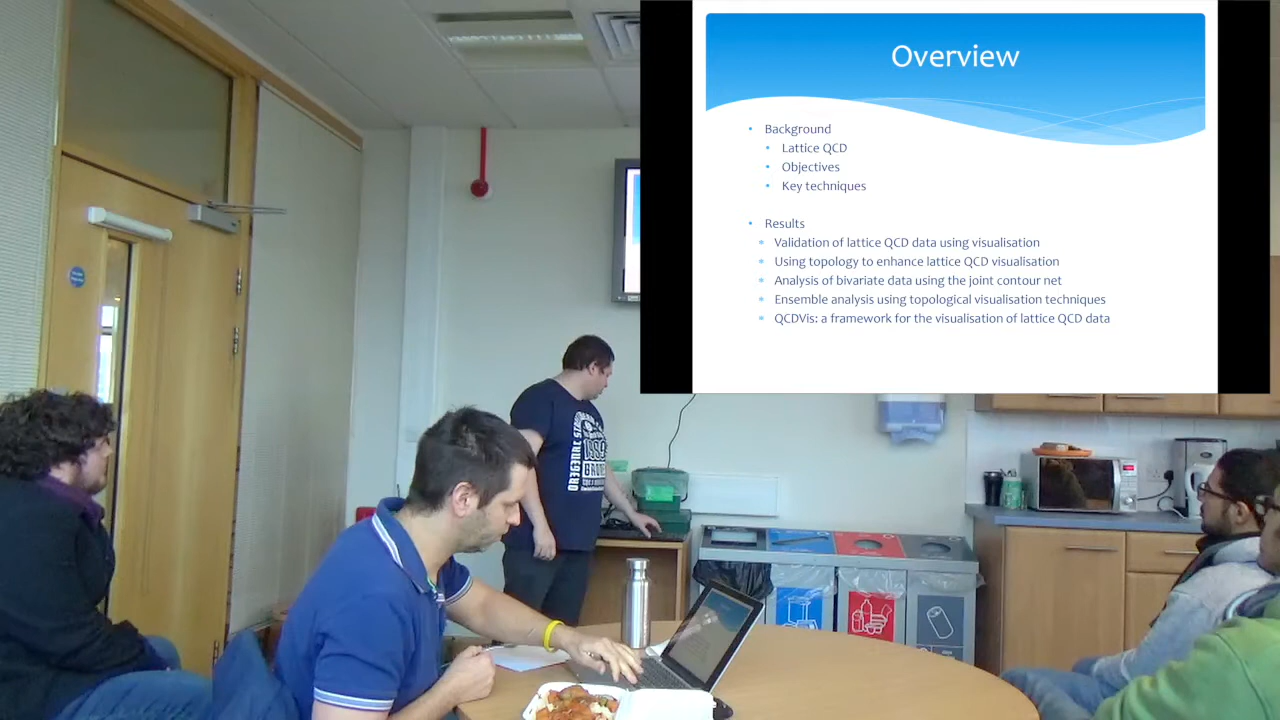 Overview
Background
Lattice QCD
Objectives
Key techniques
Results
Validation of lattice QCD data using visualisation
Using topology to enhance lattice QCD visualisation
Analysis of bivariate data using the joint contour net
Ensemble analysis using topological visualisation techniques
QCDVis: a framework for the visualisation of lattice QCD data